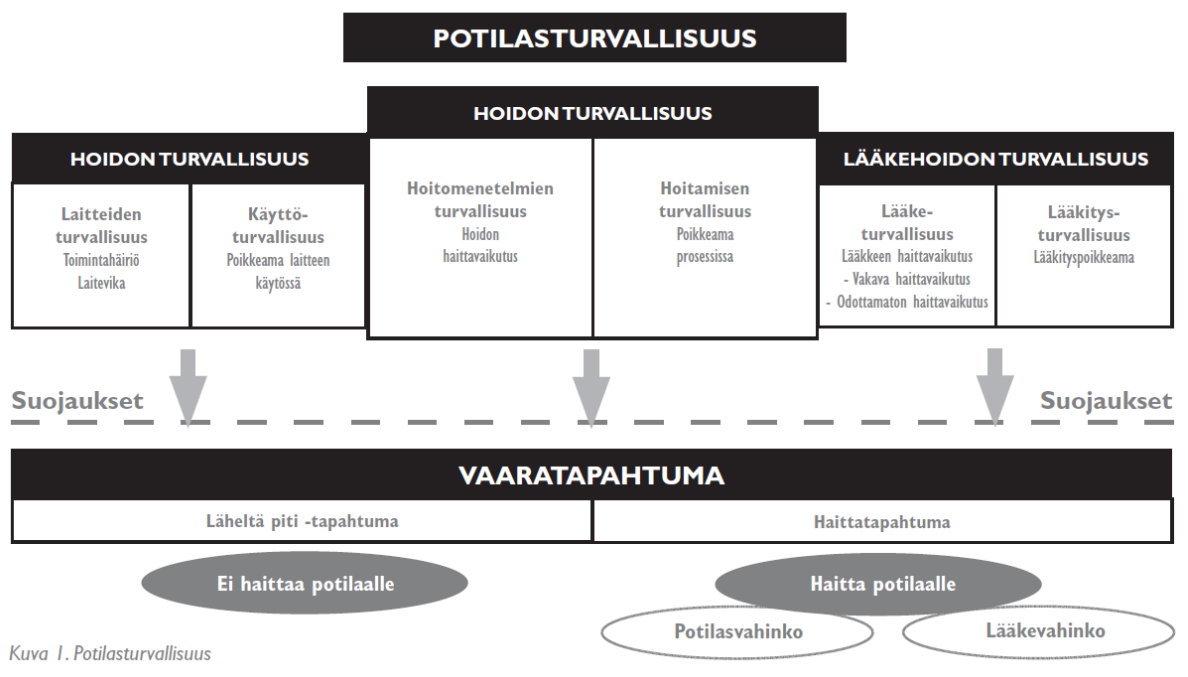 POTILASTURVALLISUUS
HOIDON TURVALLISUUS
Laitteiden
turvallisuus
Toimintahäiriö
Laitevika
Käyttö-
turvallisuus
Poikkeama laitteen
käytössä
HOIDON TURVALLISUUS
Hoitomenetelmien
turvallisuus
Hoidon
haittavaikutus
Hoitamisen
turvallisuus
Poikkeama
prosessissa
LÄÄKEHOIDON TURVALLISUUS
Lääke-
turvallisuus
Lääkkeen haittavaikutus
- Vakava haittavaikutus
- Odottamaton haittavaikutus
Lääkitys-
turvallisuus
Lääkityspoikkeama
Suojaukset
Suojaukset
VAARATAPAHTUMA
Läheltä piti -tapahtuma
Haittatapahtuma
Ei haittaa potilaalle
Haitta potilaalle
Potilasvahinko
Lääkevahinko
Kuva 1. Potilasturvallisuus